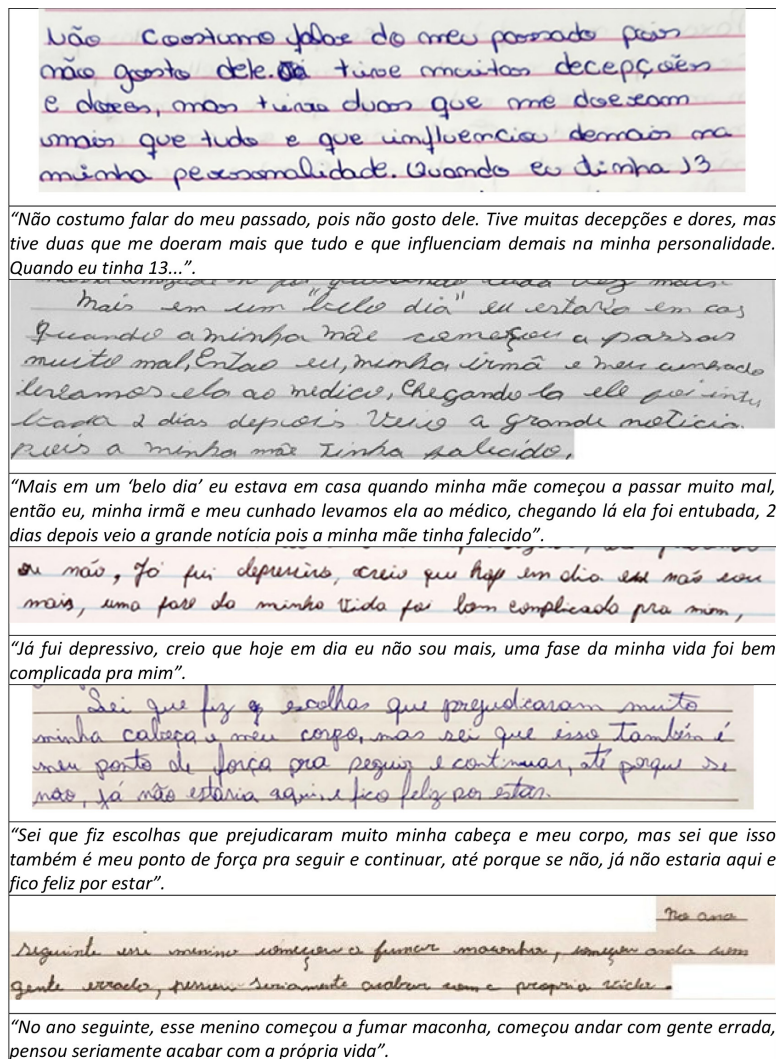 Não Costumo falar do meu passado pois
não gosto dele. tive muitas decepções
e dores, mas tive duas que me doeram
mais que tudo e que influencia demais na
minha personalidade. Quando eu tinha 13
“Não costumo falar do meu passado, pois não gosto dele. Tive muitas decepções e dores, mas
tive duas que me doeram mais que tudo e que influenciam demais na minha personalidade.
Quando eu tinha 13...”.
cada vez mais
Mais em um "belo dia" eu estava em cas
quando a minha mãe começou a passar
muito mal, Entao eu, minha irmã e meu cunhado
levamos ela ao medico, Chegando la ela foi intu
bada 2 dias depois Veio a grande noticia
pois a minha mãe Tinha falecido.
“Mais em um ‘belo dia’ eu estava em casa quando minha mãe começou a passar muito mal,
então eu, minha irmã e meu cunhado levamos ela ao médico, chegando lá ela foi entubada, 2
dias depois veio a grande notícia pois a minha mãe tinha falecido”.
ou não, Já fui depressivo, creio que hoje em dia eu não sou
mais, uma fase da minha vida foi bem complicada pra mim,
“Já fui depressivo, creio que hoje em dia eu não sou mais, uma fase da minha vida foi bem
complicada pra mim”.
Sei que fiz escolhas que prejudicaram muito
minha cabeça e meu corpo, mas sei que isso também é
meu ponto de força pra seguir e continuar, até porque se
não, já não estaria aqui, e fico feliz por estar.
“Sei que fiz escolhas que prejudicaram muito minha cabeça e meu corpo, mas sei que isso
também é meu ponto de força pra seguir e continuar, até porque se não, já não estaria aqui e
fico feliz por estar”.
No ano
seguinte esse menino começou a fumar maconha, começou anda com
gente errado, pensou seriamente acabar com a propria vida.
“No ano seguinte, esse menino começou a fumar maconha, começou andar com gente errada,
pensou seriamente acabar com a própria vida”.